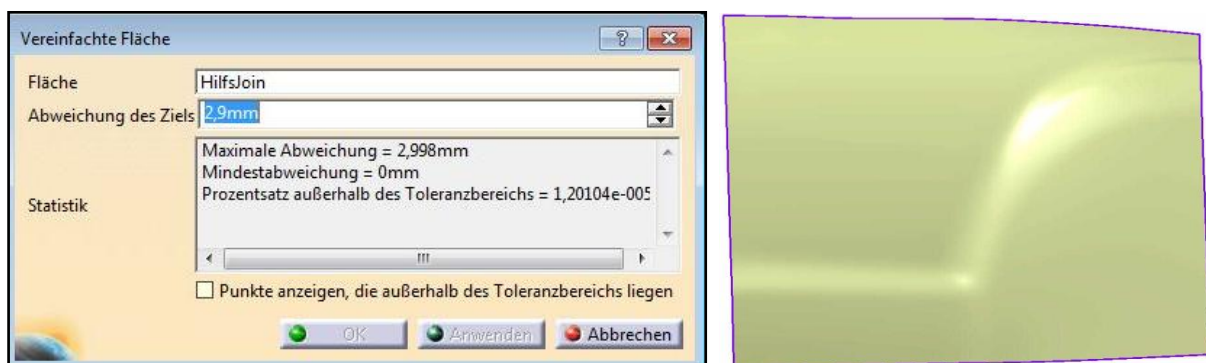 Vereinfachte Fläche
?
Fläche HilfsJoin
Abweichung des Ziels 2,9mm
Statistik
Maximale Abweichung = 2,998mm
Mindestabweichung = 0mm
Prozentsatz außerhalb des Toleranzbereichs = 1,20104e-005
Punkte anzeigen, die außerhalb des Toleranzbereichs liegen
OK Anwenden Abbrechen